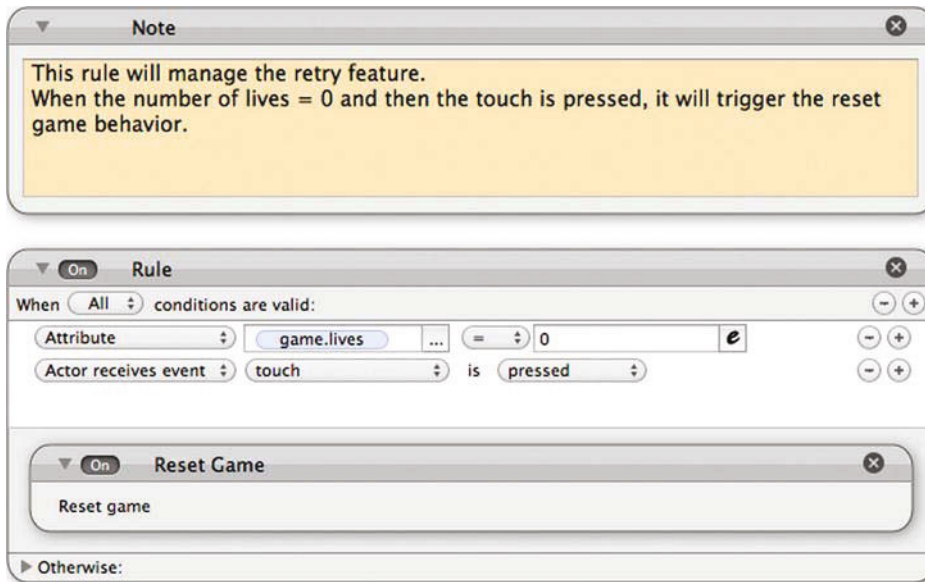 Note
This rule will manage the retry feature.
When the number of lives = 0 and then the touch is pressed, it will trigger the reset
game behavior.
On Rule
When All conditions are valid:
Attribute game.lives ... = 0 e
Actor receives event touch is pressed
On Reset Game
Reset game
Otherwise: